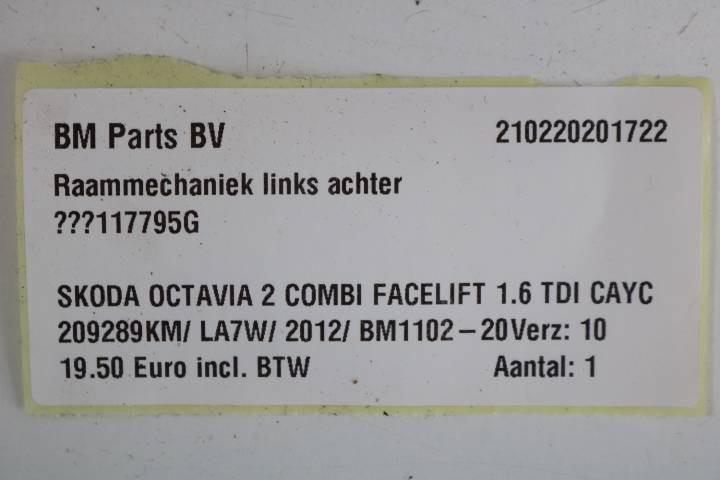 BM Parts BV 210220201722
Raammechaniek links achter
???117795G
SKODA OCTAVIA 2 COMBI FACELIFT 1.6 TDI CAYC
209289KM/ LA7W/ 2012/ BM1102-20Verz: 10
19.50 Euro incl. BTW Aantal: 1